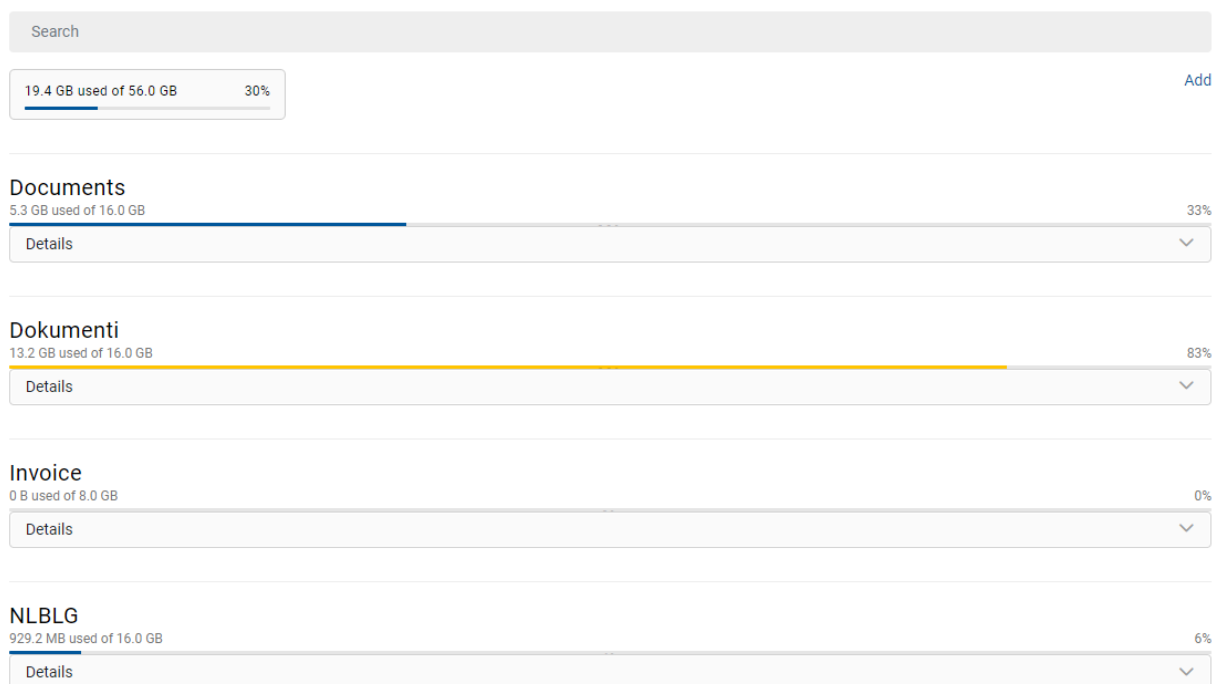 Search
19.4 GB used of 56.0 GB 30%
Add
Documents
5.3 GB used of 16.0 GB 33%
Details
Dokumenti
13.2 GB used of 16.0 GB 83%
Details
Invoice
0 B used of 8.0 GB 0%
Details
NLBLG
929.2 MB used of 16.0 GB 6%
Details